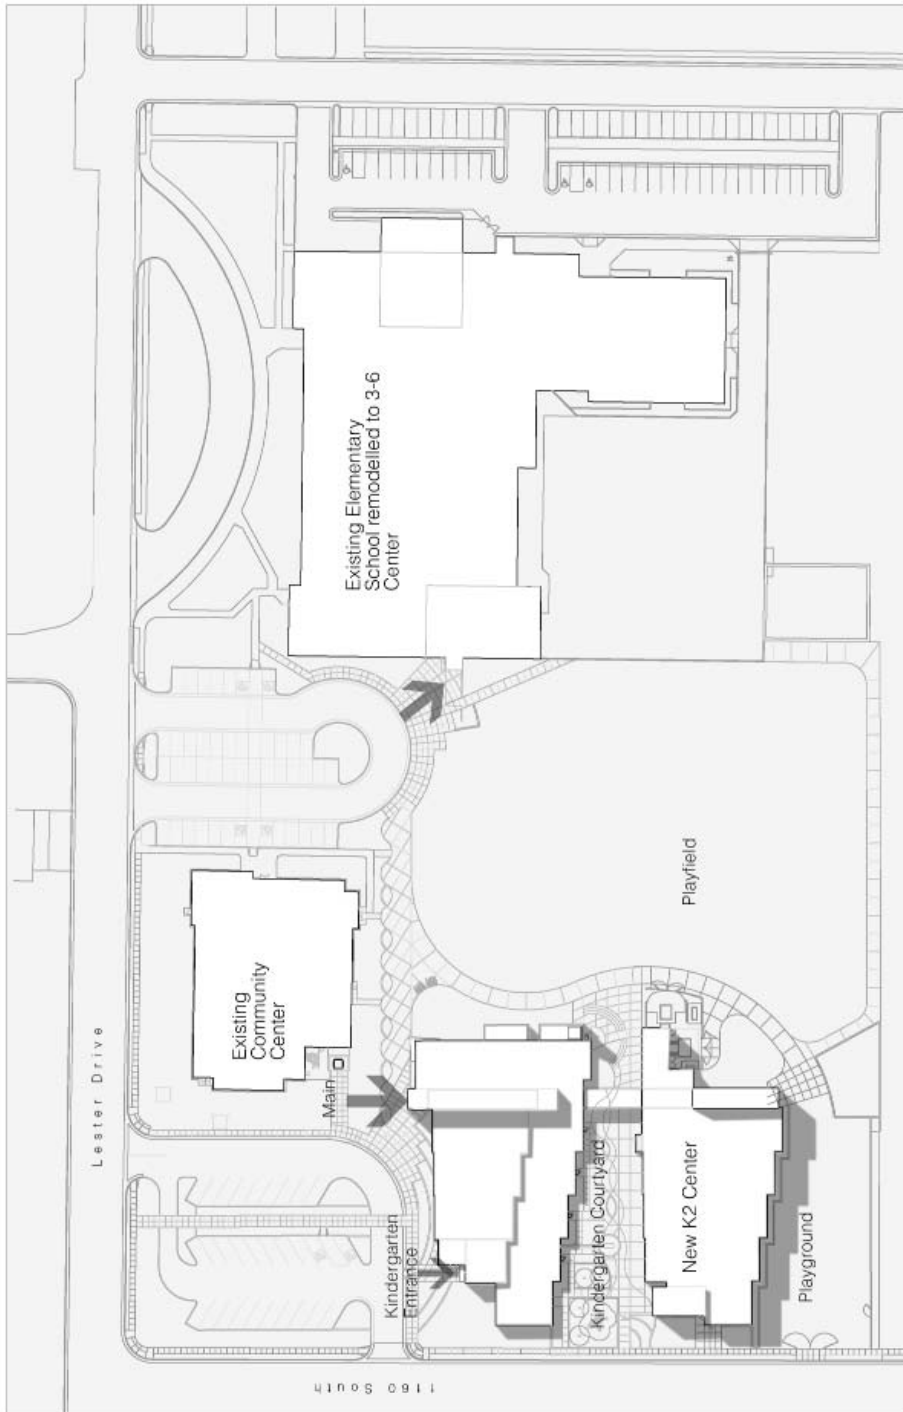 Existing Elementary
School remodelled to 3-6
Center
Playfield
Existing
Community
Center
Lester Drive
Main
Kindergarten
Entrance
Kindergarten Courtyard
New K2 Center
Playground
1160 South